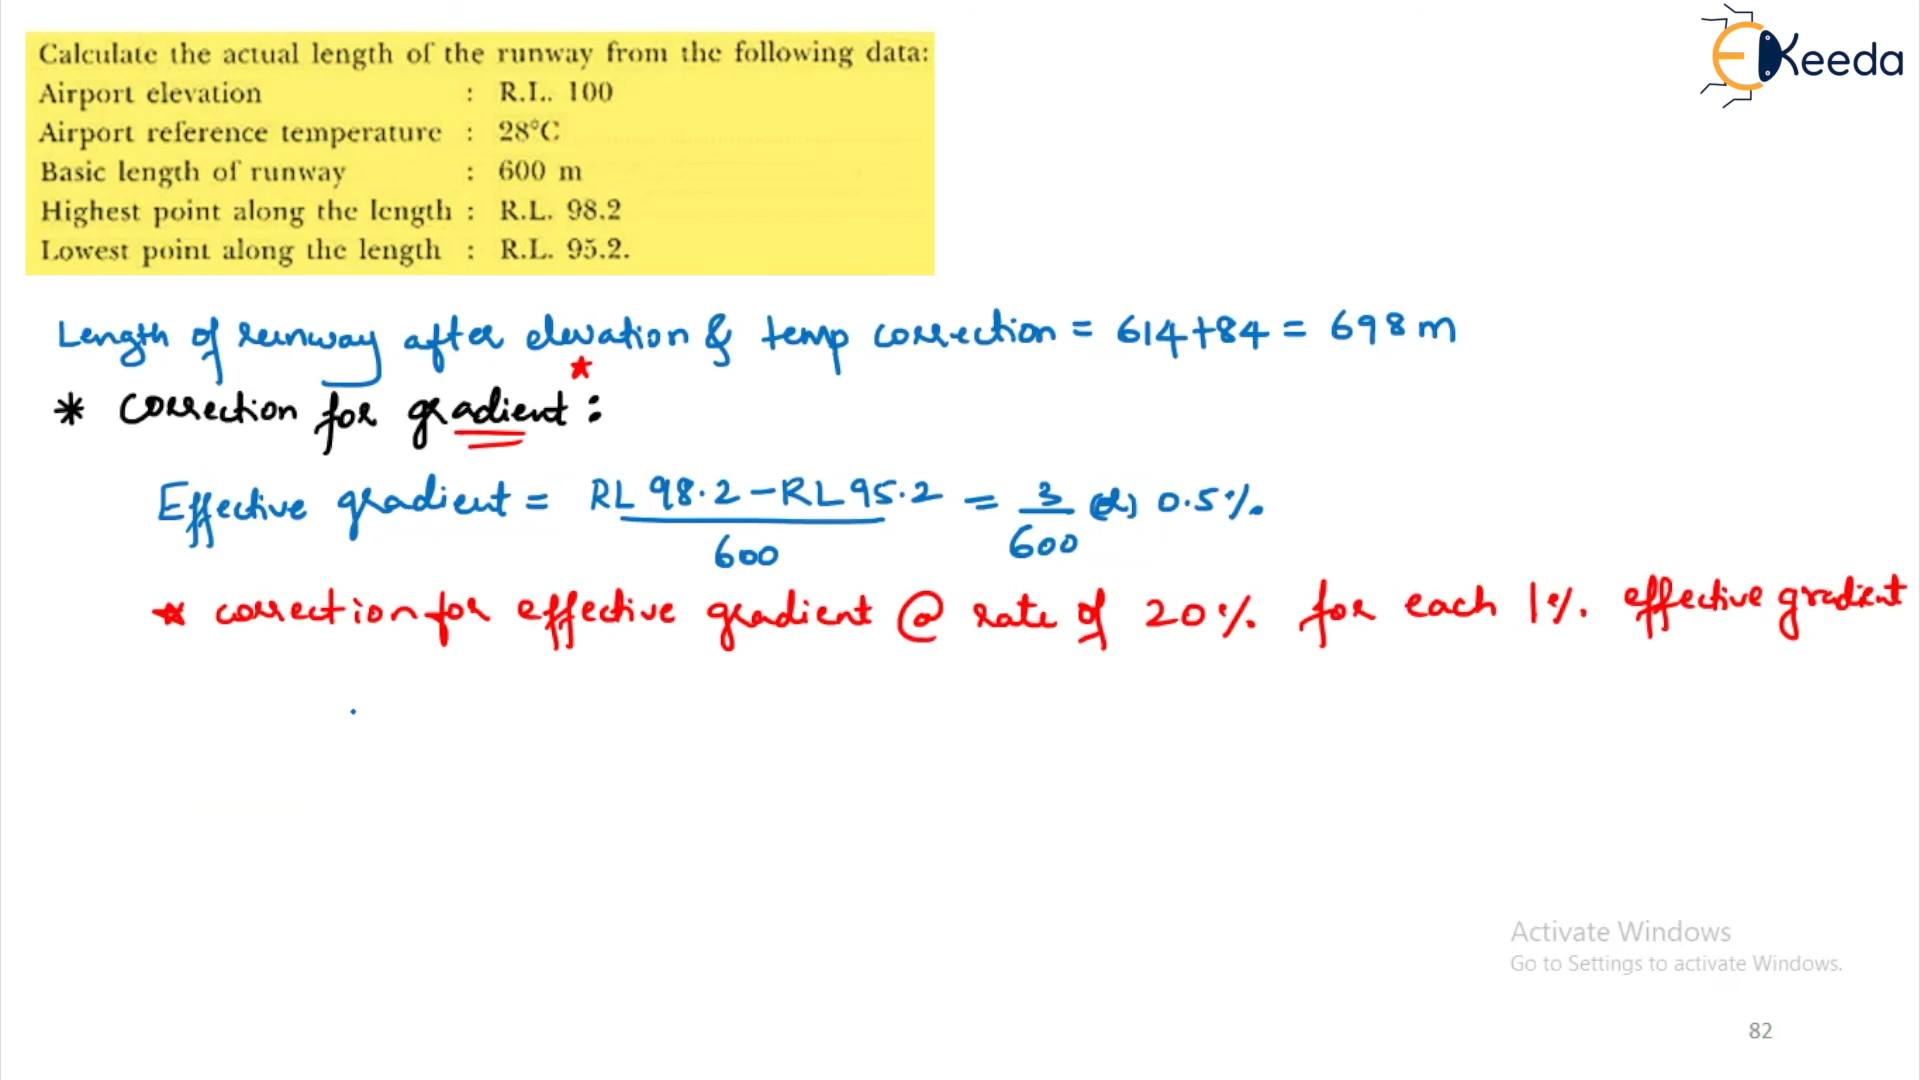 EKeeda
Calculate the actual length of the runway from the following data:
Airport elevation : R.L. 100
Airport reference temperature : 28°C
Basic length of runway : 600 m
Highest point along the length : R.L. 98.2
Lowest point along the length : R.L. 95.2.
Length of runway after elevation & temp correction = 614+84 = 698 m
* correction for gradient :
Effective gradient = RL 98.2 - RL 95.2 / 600 = 3/600 (or) 0.5%.
* correction for effective gradient @ rate of 20% for each 1%. effective gradient
Activate Windows
Go to Settings to activate Windows.
82